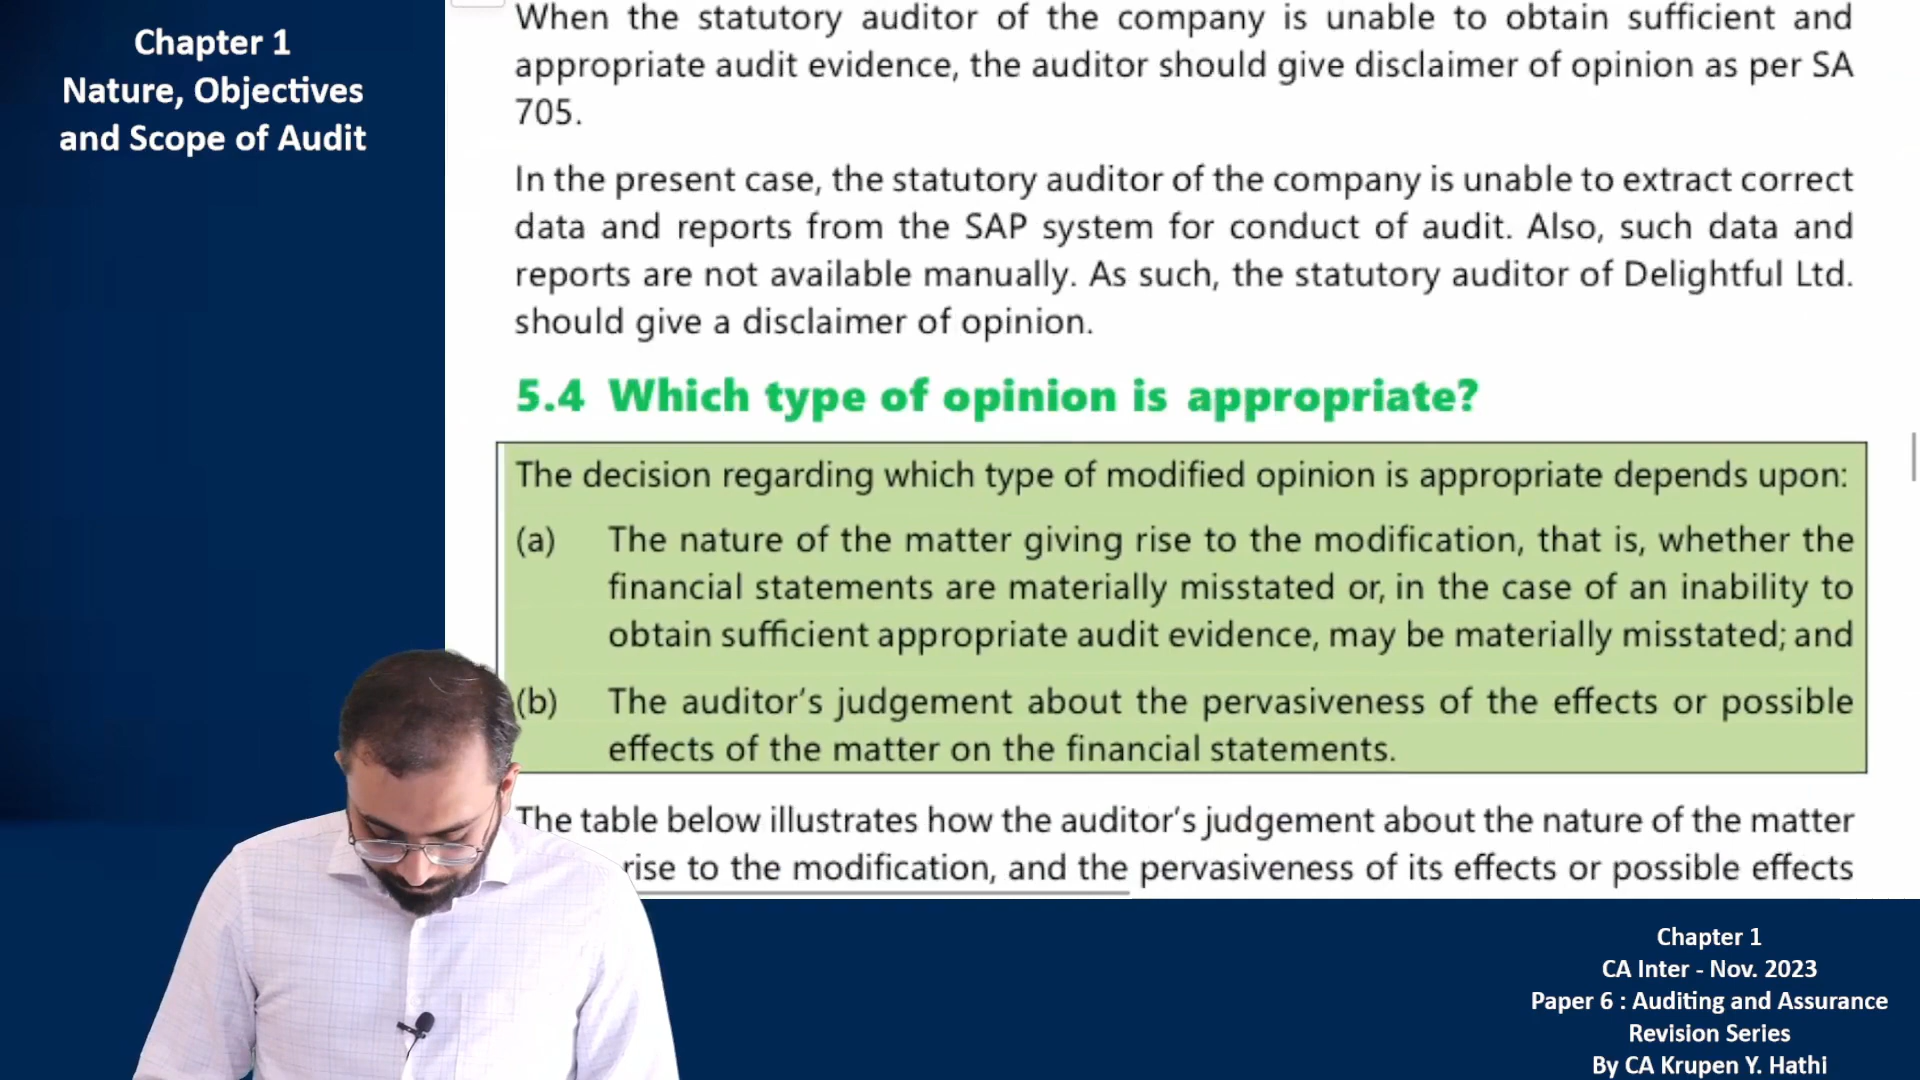 Chapter 1
Nature, Objectives
and Scope of Audit
When the statutory auditor of the company is unable to obtain sufficient and
appropriate audit evidence, the auditor should give disclaimer of opinion as per SA
705.
In the present case, the statutory auditor of the company is unable to extract correct
data and reports from the SAP system for conduct of audit. Also, such data and
reports are not available manually. As such, the statutory auditor of Delightful Ltd.
should give a disclaimer of opinion.
5.4 Which type of opinion is appropriate?
The decision regarding which type of modified opinion is appropriate depends upon:
(a) The nature of the matter giving rise to the modification, that is, whether the
financial statements are materially misstated or, in the case of an inability to
obtain sufficient appropriate audit evidence, may be materially misstated; and
(b) The auditor's judgement about the pervasiveness of the effects or possible
effects of the matter on the financial statements.
The table below illustrates how the auditor's judgement about the nature of the matter
rise to the modification, and the pervasiveness of its effects or possible effects
Chapter 1
CA Inter - Nov. 2023
Paper 6 : Auditing and Assurance
Revision Series
By CA Krupen Y. Hathi